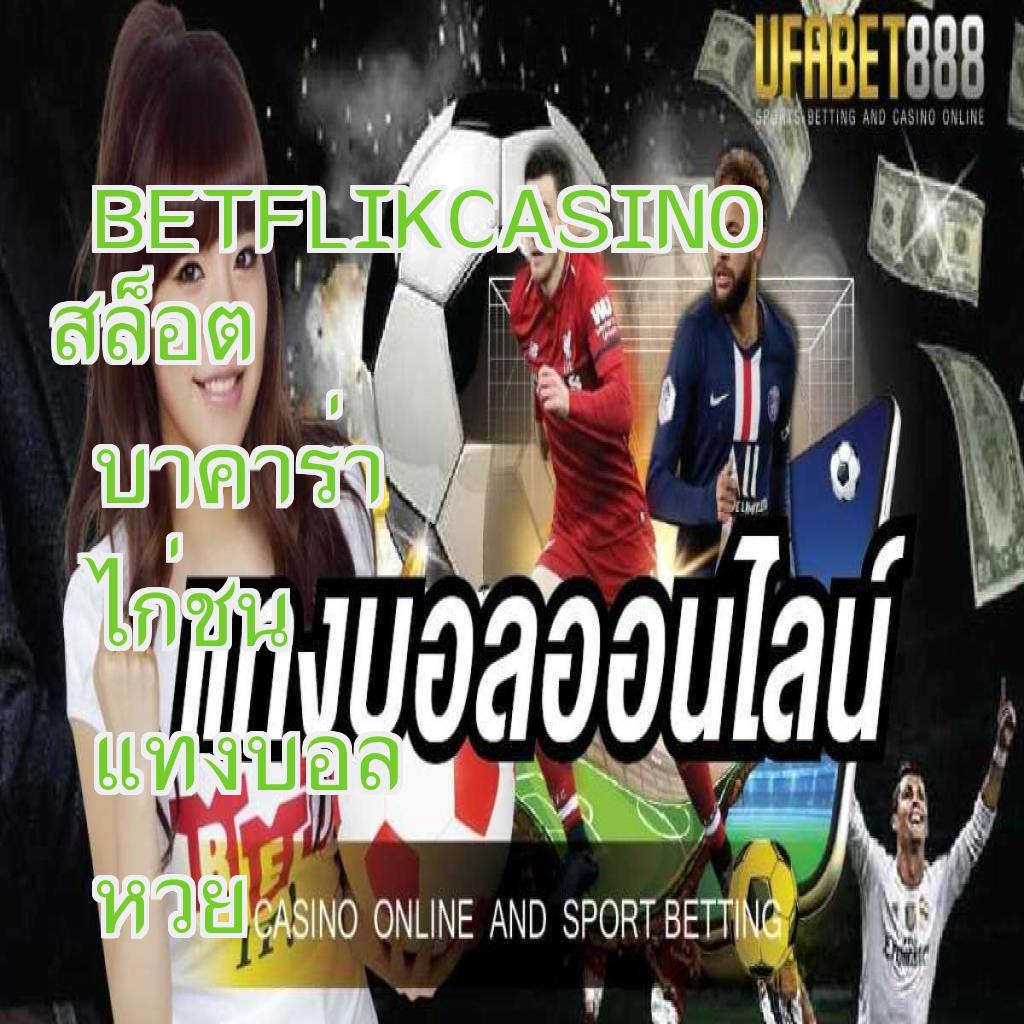 UFABET888
SPORTS BETTING AND CASINO ONLINE
BETFLIKCASINO
สล็อต
บาคาร่า
ไก่ชน
แทงบอลออนไลน์
แทงบอล
หวย
CASINO ONLINE AND SPORT BETTING
Emirates